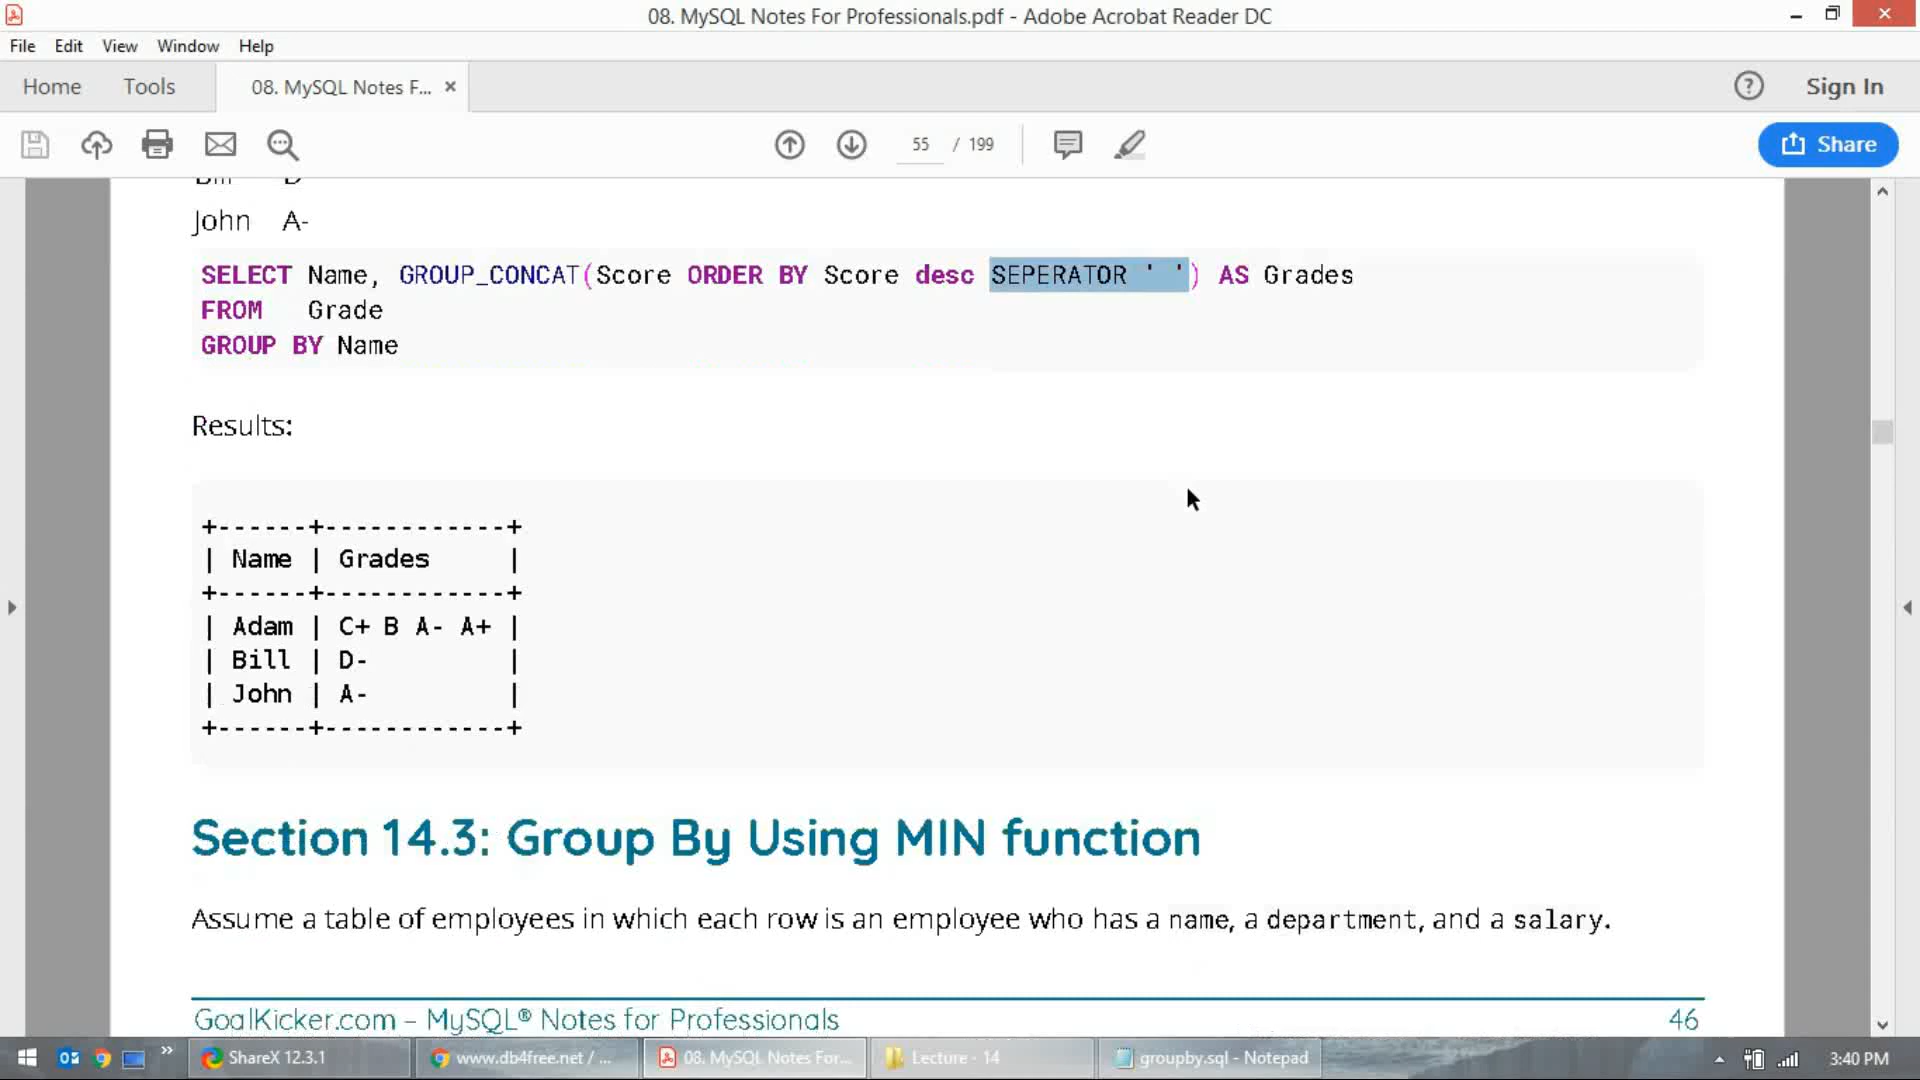 08. MySQL Notes For Professionals.pdf - Adobe Acrobat Reader DC
File Edit View Window Help
Home Tools 08. MySQL Notes F... × Sign In
55 / 199 Share
John A-
SELECT Name, GROUP_CONCAT(Score ORDER BY Score desc SEPERATOR ' ') AS Grades
FROM Grade
GROUP BY Name
Results:
+------+------------+
| Name | Grades |
+------+------------+
| Adam | C+ B A- A+ |
| Bill | D- |
| John | A- |
+------+------------+
Section 14.3: Group By Using MIN function
Assume a table of employees in which each row is an employee who has a name, a department, and a salary.
GoalKicker.com – MySQL® Notes for Professionals 46
ShareX 12.3.1 www.db4free.net / ... 08. MySQL Notes For... Lecture - 14 groupby.sql - Notepad 3:40 PM